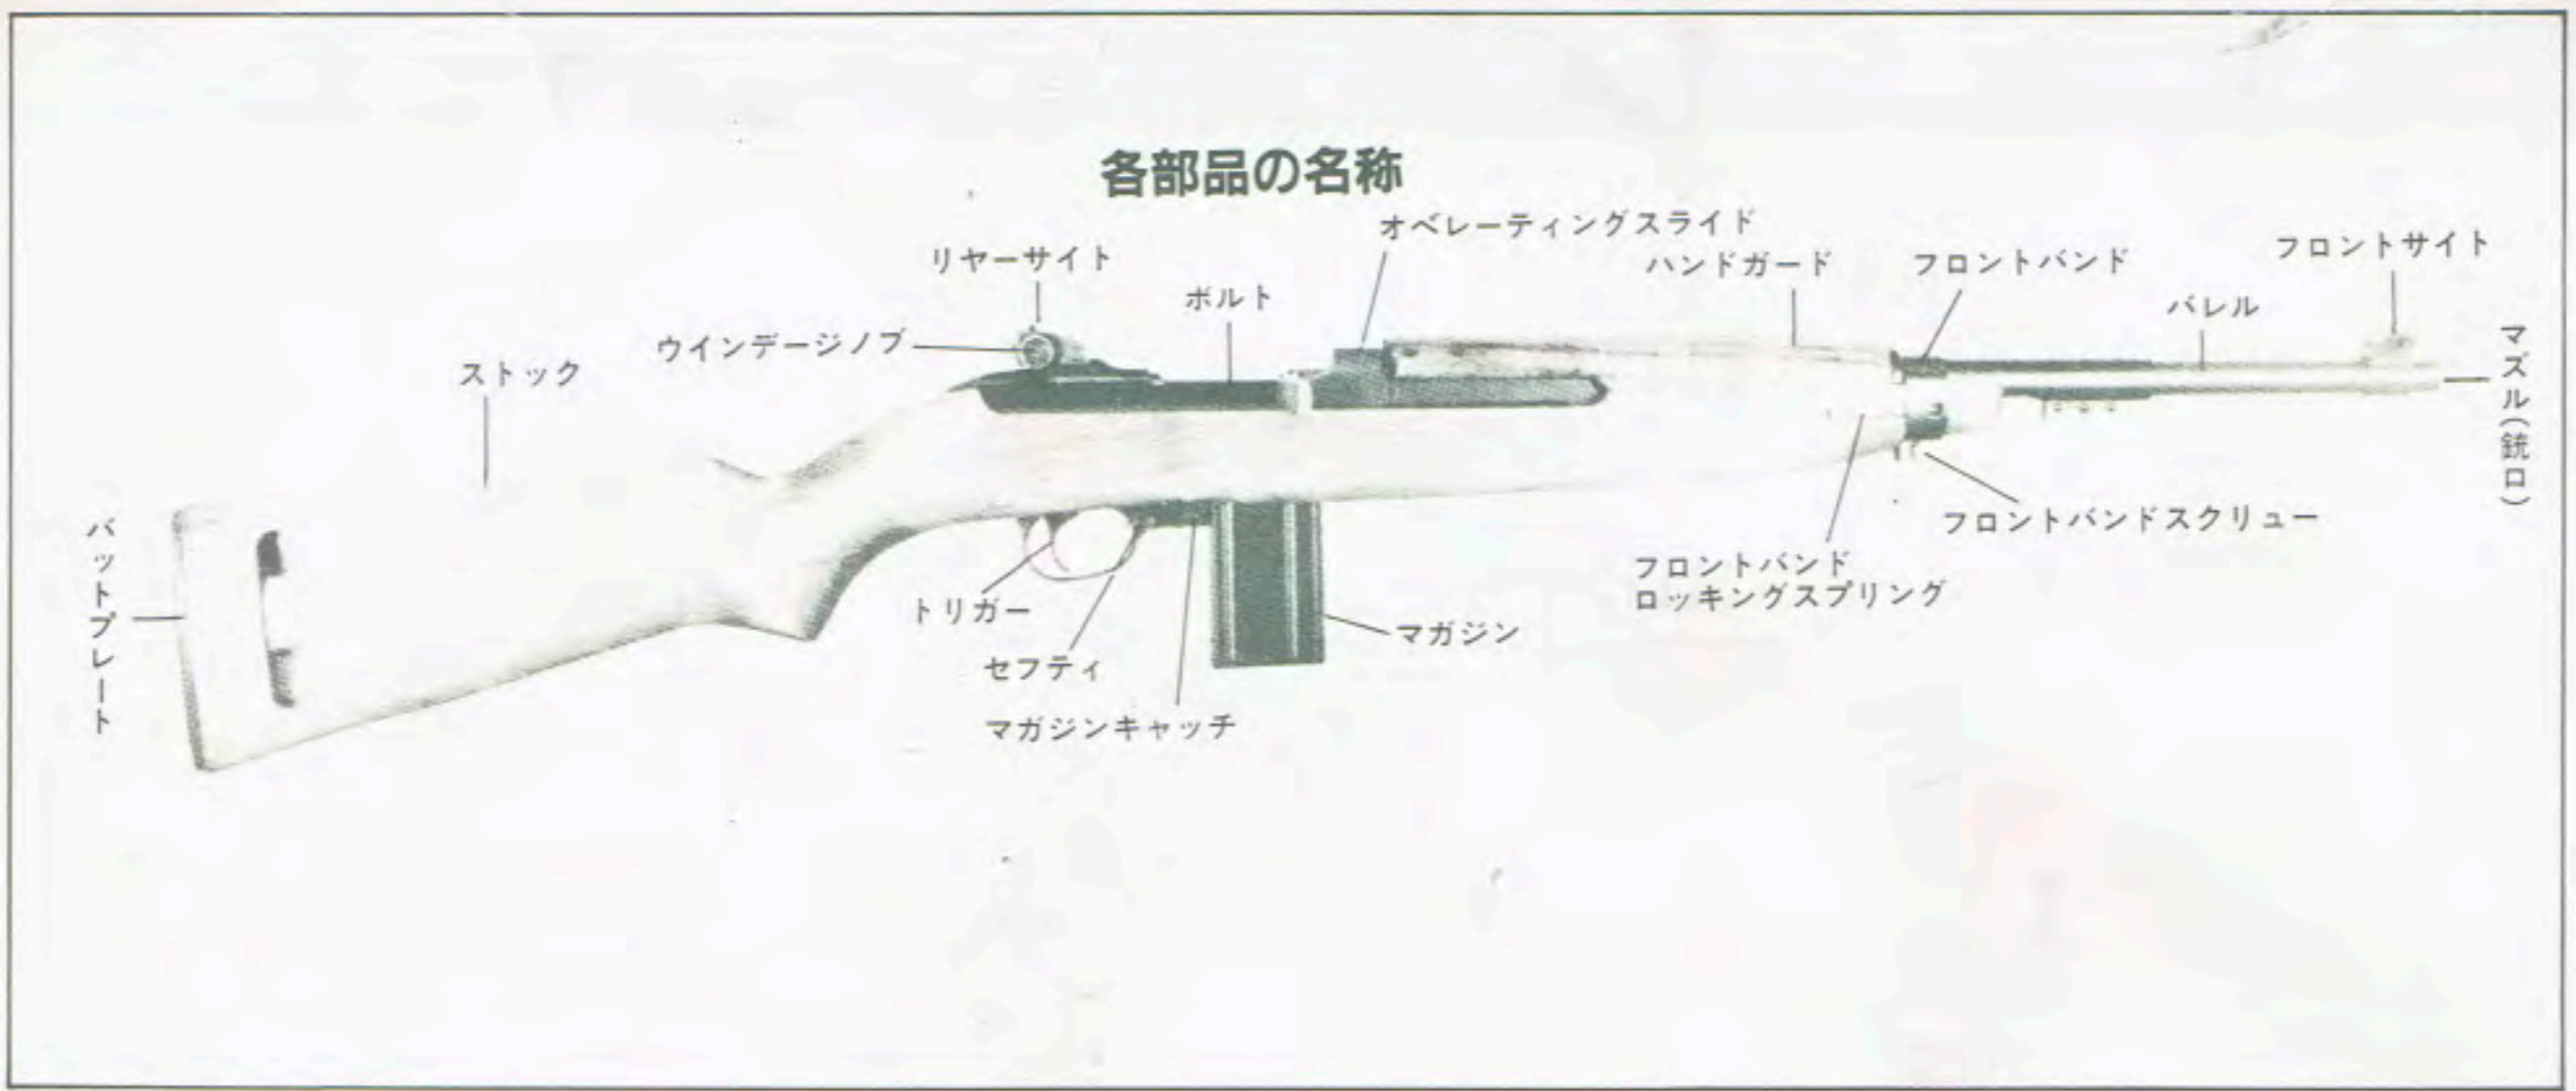 各部品の名称
オペレーティングスライド
リヤーサイト
ハンドガード
フロントバンド
フロントサイト
ボルト
バレル
ウインデージノブ
ストック
マズル(銃口)
バットプレート
フロントバンドスクリュー
フロントバンド
ロッキングスプリング
トリガー
マガジン
セフティ
マガジンキャッチ